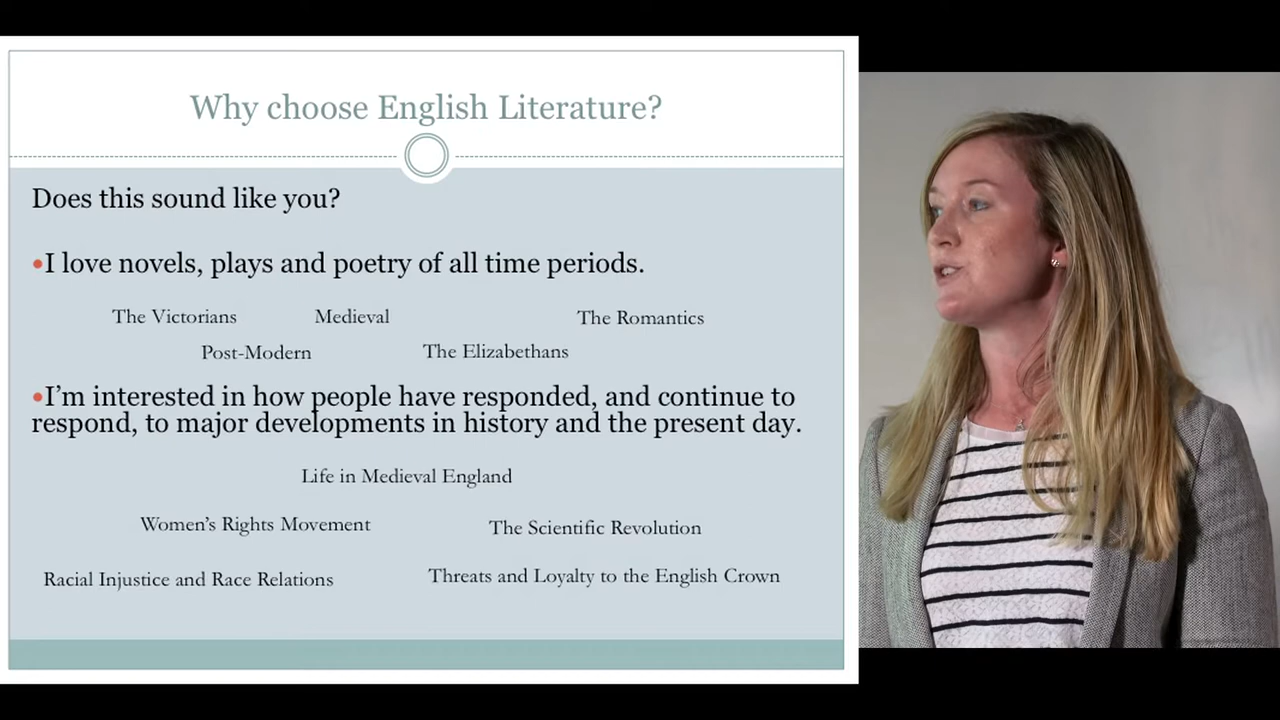 Why choose English Literature?
Does this sound like you?
•I love novels, plays and poetry of all time periods.
The Victorians
Medieval
The Romantics
Post-Modern
The Elizabethans
•I’m interested in how people have responded, and continue to
respond, to major developments in history and the present day.
Life in Medieval England
Women’s Rights Movement
The Scientific Revolution
Racial Injustice and Race Relations
Threats and Loyalty to the English Crown